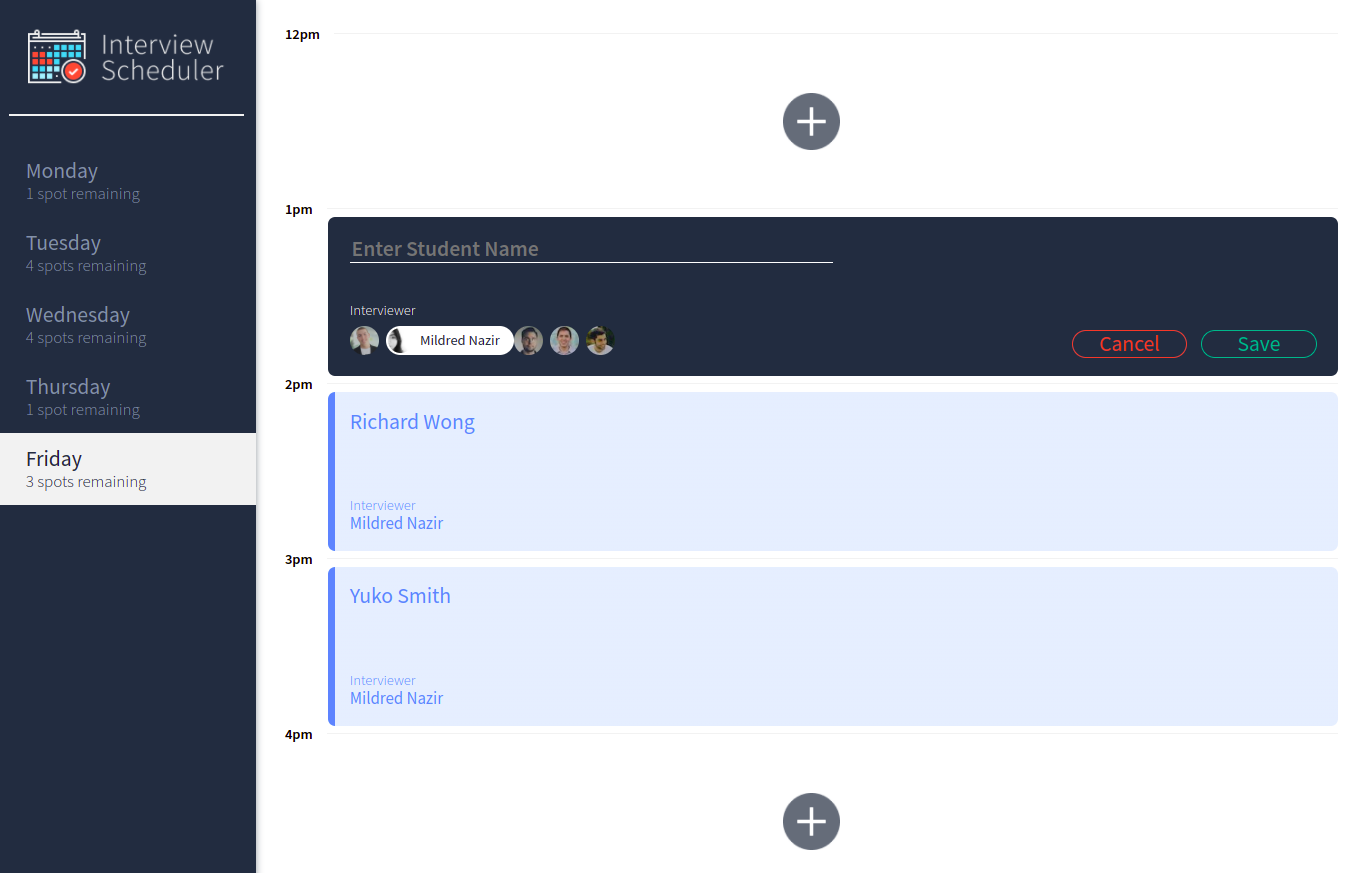 Interview
Scheduler
Monday
1 spot remaining
Tuesday
4 spots remaining
Wednesday
4 spots remaining
Thursday
1 spot remaining
Friday
3 spots remaining
12pm
1pm
Enter Student Name
Interviewer
Mildred Nazir
Cancel
Save
2pm
Richard Wong
Interviewer
Mildred Nazir
3pm
Yuko Smith
Interviewer
Mildred Nazir
4pm